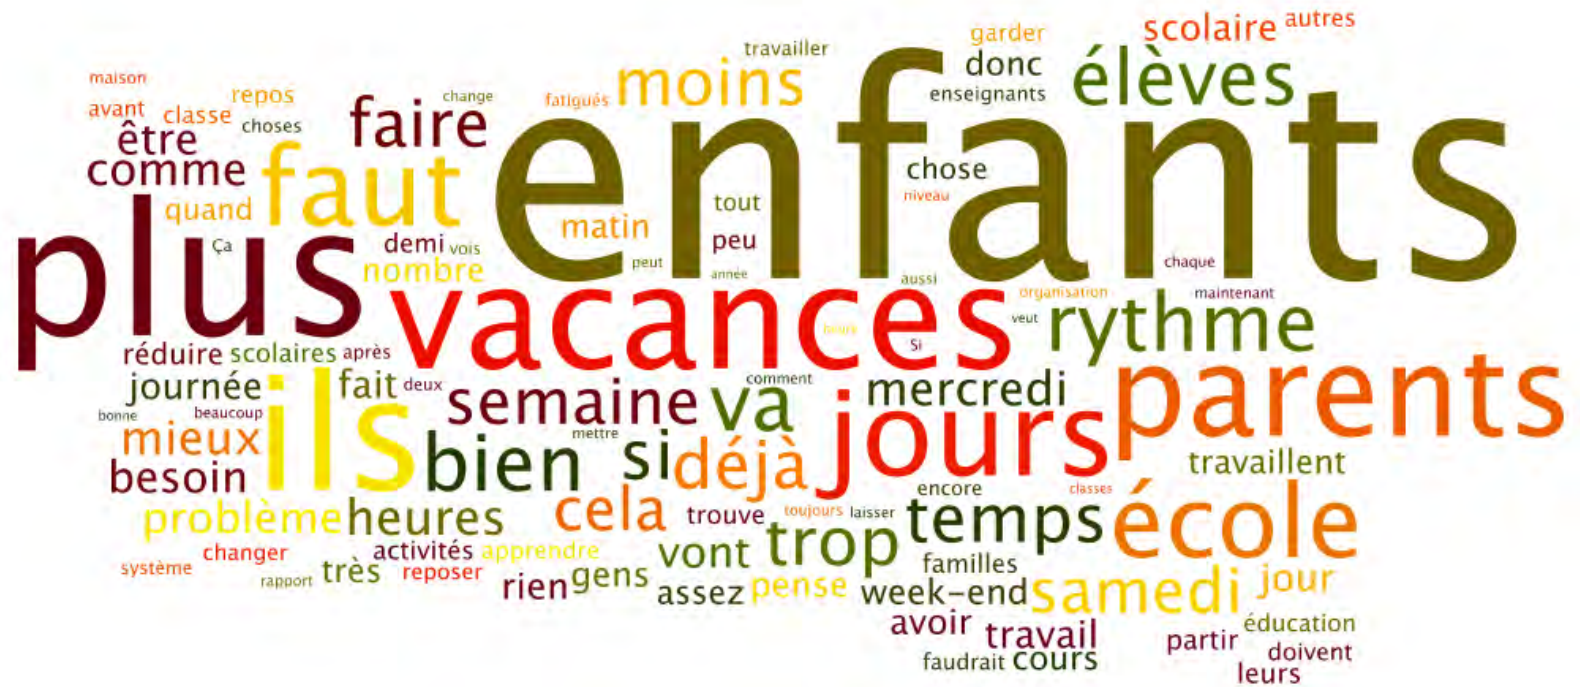 scolaire autres
garder
travailler
donc
moins
élèves
maison
repos
change
fatigués
enseignants
avant classe
choses
faire
enfants
être
comme
faut
chose
quand
matin
tout
niveau
plus
Ça
demi vois
peu
nombre
peut
année
aussi
chaque
vacances
organisation
maintenant
veut
rythme
heure
Si
réduire scolaires après
journée
fait deux
semaine
va
comment
mercredi
parents
bonne
beaucoup
ils
jours
mieux
bien
mettre
si
déjà
travaillent
besoin
encore
classes
problème
heures
cela
trouve
toujours laisser
temps
école
changer
activités apprendre
vont
trop
système
rapport
très
reposer
rien
gens
assez
pense
familles
week-end
samedi
jour
avoir
travail
éducation
partir
doivent
faudrait cours
leurs